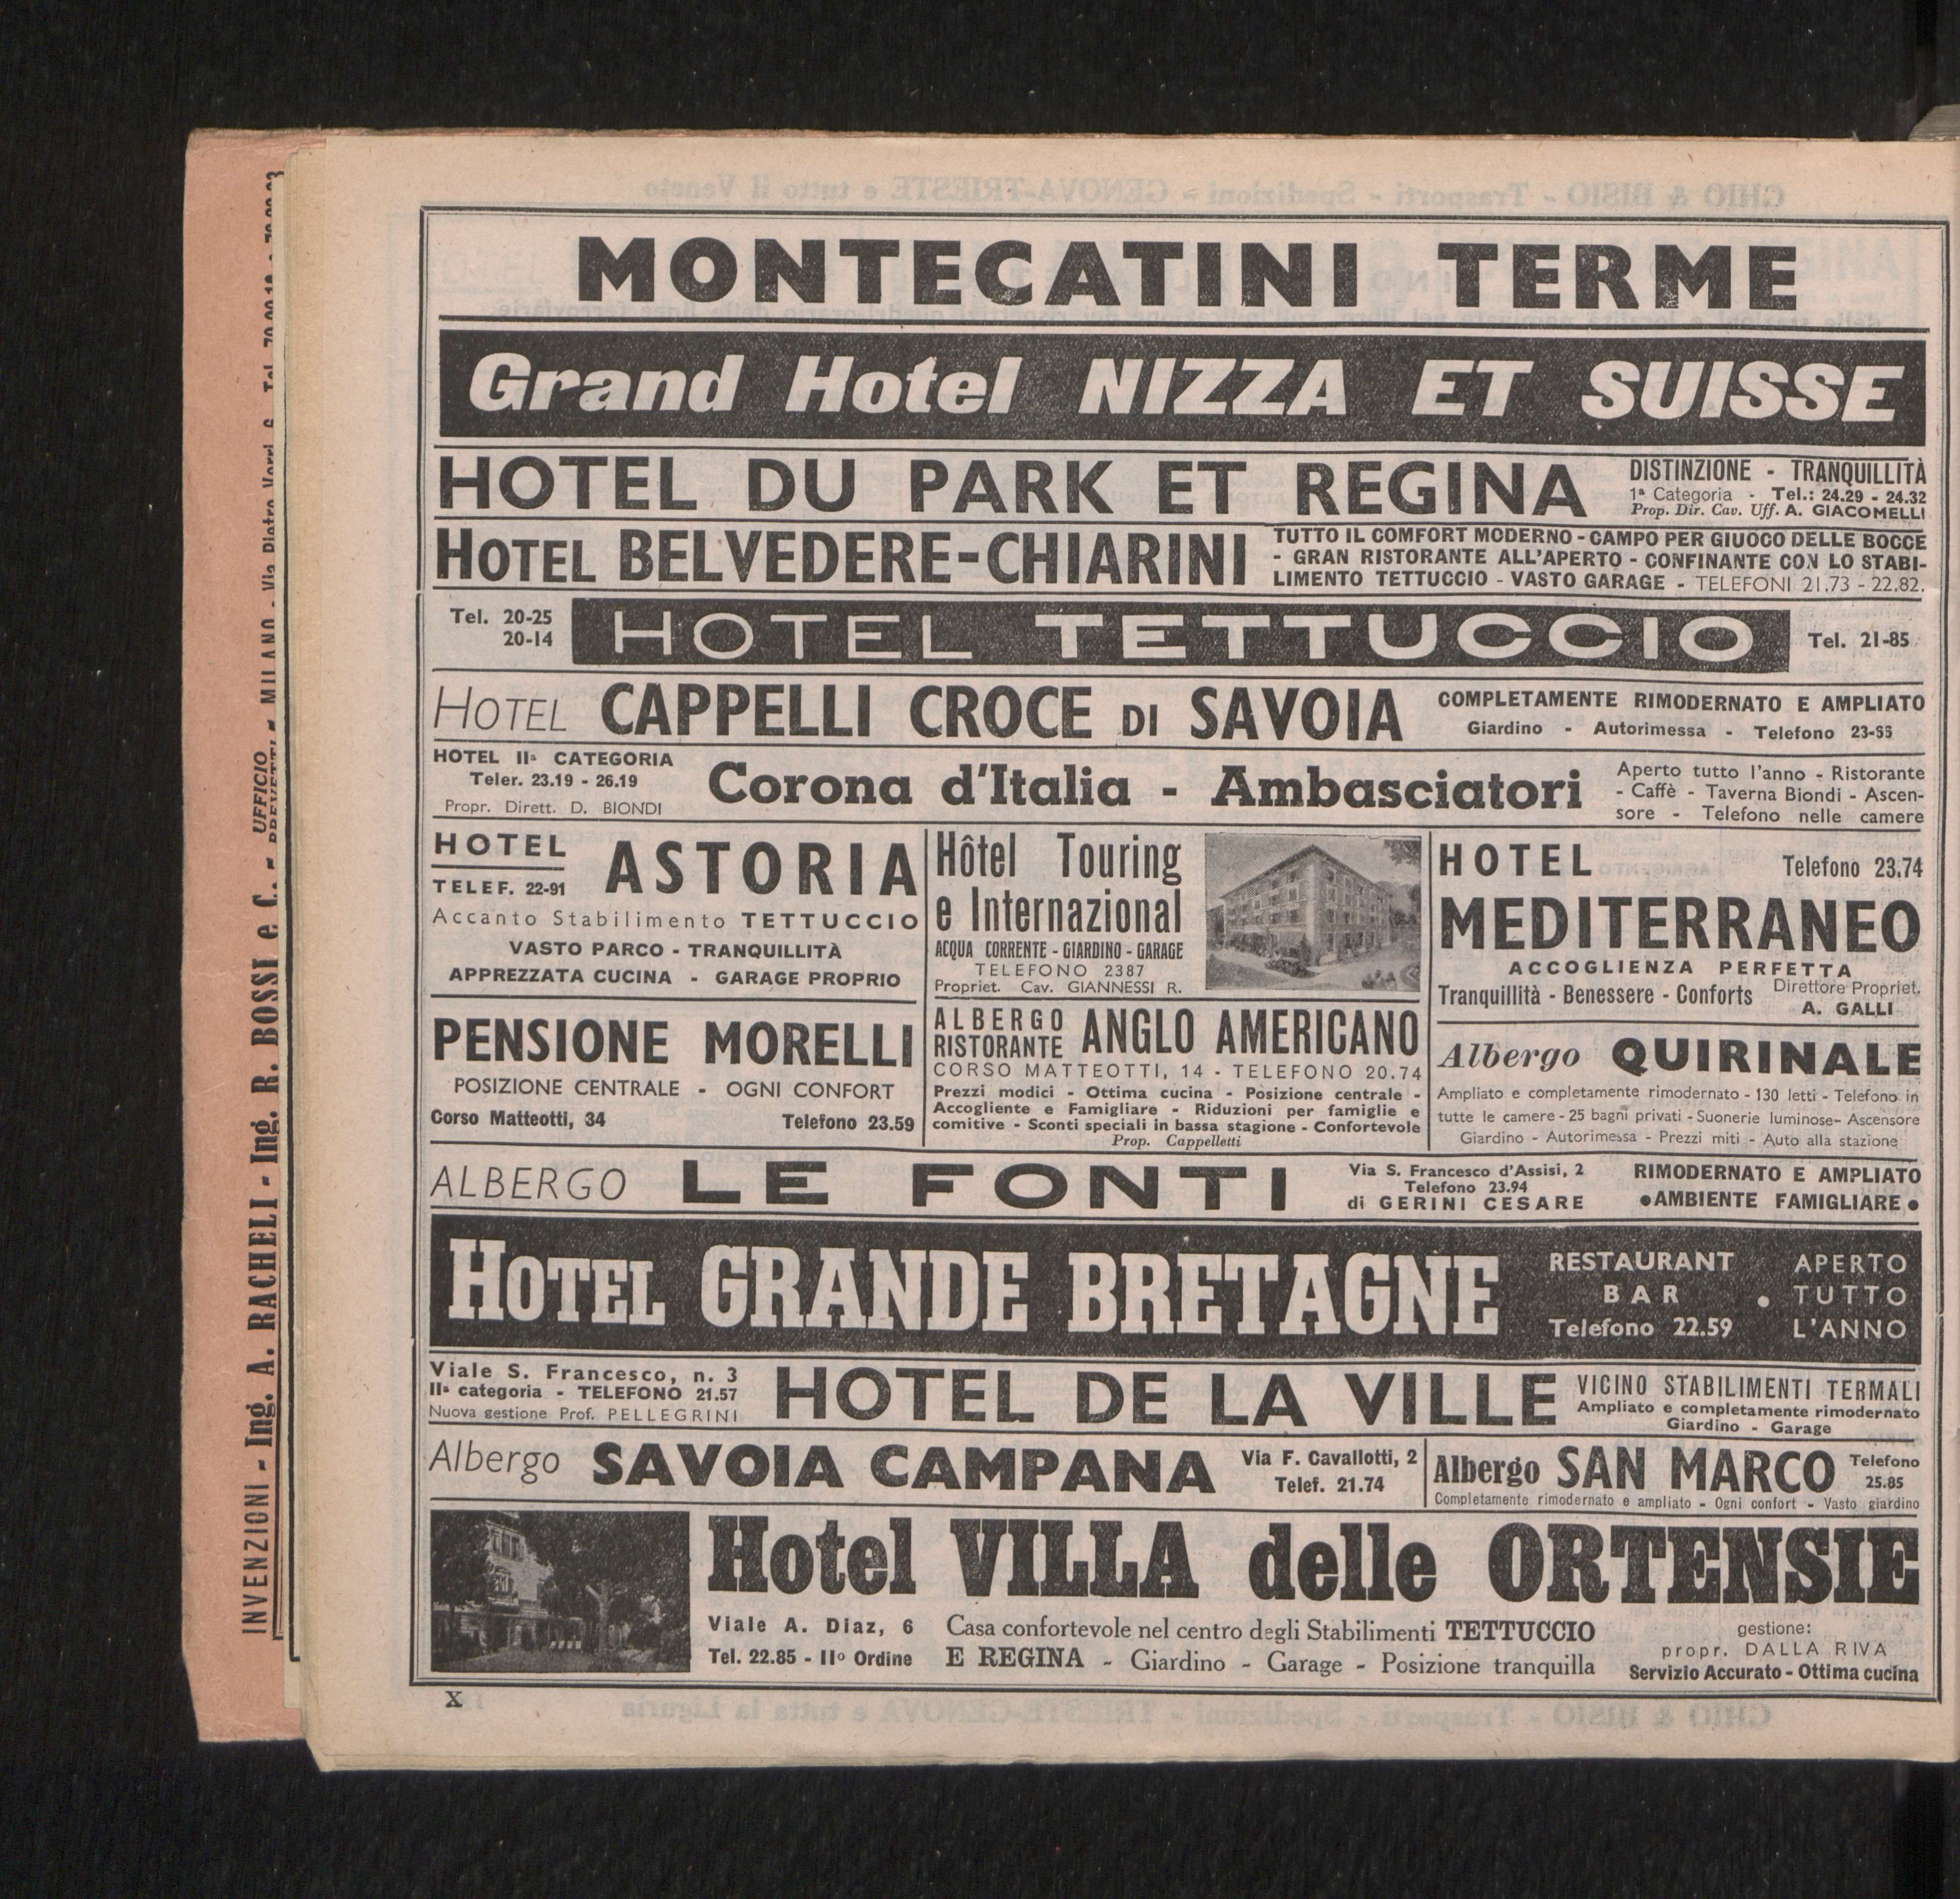 MONTECATINI TERME
Grand Hotel NIZZA ET SUISSE
HOTEL DU PARK ET REGINA
DISTINZIONE - TRANQUILLITÀ
1ª Categoria - Tel.: 24.29 - 24.32
Prop. Dir. Cav. Uff. A. GIACOMELLI
HOTEL BELVEDERE-CHIARINI
TUTTO IL COMFORT MODERNO - CAMPO PER GIUOCO DELLE BOCCE
- GRAN RISTORANTE ALL'APERTO - CONFINANTE CON LO STABI-
LIMENTO TETTUCCIO - VASTO GARAGE - TELEFONI 21.73 - 22.82.
Tel. 20-25
20-14
HOTEL TETTUCCIO
Tel. 21-85
HOTEL CAPPELLI CROCE DI SAVOIA
COMPLETAMENTE RIMODERNATO E AMPLIATO
Giardino - Autorimessa - Telefono
HOTEL IIª CATEGORIA
Teler. 23.19 - 26.19
Propr. Dirett. D. BIONDI
Corona d'Italia - Ambasciatori
Aperto tutto l'anno - Ristorante
- Caffè - Taverna Biondi - Ascen-
sore - Telefono nelle camere
HOTEL
TELEF. 22-91
ASTORIA
Accanto Stabilimento TETTUCCIO
VASTO PARCO - TRANQUILLITÀ
APPREZZATA CUCINA - GARAGE PROPRIO
PENSIONE MORELLI
POSIZIONE CENTRALE - OGNI CONFORT
Corso Matteotti, 34 Telefono 23.59
Hôtel Touring
e Internazional
ACQUA CORRENTE - GIARDINO - GARAGE
TELEFONO 2387
Propriet. Cav. GIANNESSI R.
ALBERGO
RISTORANTE
ANGLO AMERICANO
CORSO MATTEOTTI, 14 - TELEFONO 20.74
Prezzi modici - Ottima cucina - Posizione centrale -
Accogliente e Famigliare - Riduzioni per famiglie e
comitive - Sconti speciali in bassa stagione - Confortevole
Prop. Cappelletti
HOTEL Telefono 23.74
MEDITERRANEO
ACCOGLIENZA PERFETTA
Tranquillità - Benessere - Conforts
Direttore Propriet.
A. GALLI
Albergo QUIRINALE
Ampliato e completamente rimodernato - 130 letti - Telefono in
tutte le camere - 25 bagni privati - Suonerie luminose - Ascensore
Giardino - Autorimessa - Prezzi miti - Auto alla stazione
ALBERGO LE FONTI
Via S. Francesco d'Assisi, 2
Telefono 23.94
di GERINI CESARE
RIMODERNATO E AMPLIATO
• AMBIENTE FAMIGLIARE •
HOTEL GRANDE BRETAGNE
RESTAURANT
BAR
Telefono 22.59
•
APERTO
TUTTO
L'ANNO
Viale S. Francesco, n. 3
IIª categoria - TELEFONO 21.57
Nuova gestione Prof. PELLEGRINI
HOTEL DE LA VILLE
VICINO STABILIMENTI TERMALI
Ampliato e completamente rimodernato
Giardino - Garage
Albergo SAVOIA CAMPANA
Via F. Cavallotti, 2
Telef. 21.74
Albergo SAN MARCO
Telefono
25.85
Completamente rimodernato e ampliato - Ogni confort - Vasto giardino
Hotel VILLA delle ORTENSIE
Viale A. Diaz, 6
Tel. 22.85 - IIº Ordine
Casa confortevole nel centro degli Stabilimenti TETTUCCIO
E REGINA - Giardino - Garage - Posizione tranquilla
gestione:
propr. DALLA RIVA
Servizio Accurato - Ottima cucina
X
INVENZIONI - Ing. A. RACHELI - Ing. R. BOSSI e C. - UFFICIO
MILANO - Via Pietro Verri, 6